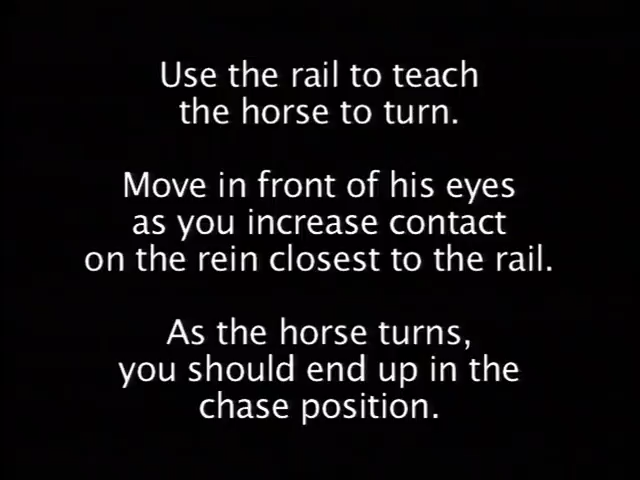 Use the rail to teach
the horse to turn.
Move in front of his eyes
as you increase contact
on the rein closest to the rail.
As the horse turns,
you should end up in the
chase position.